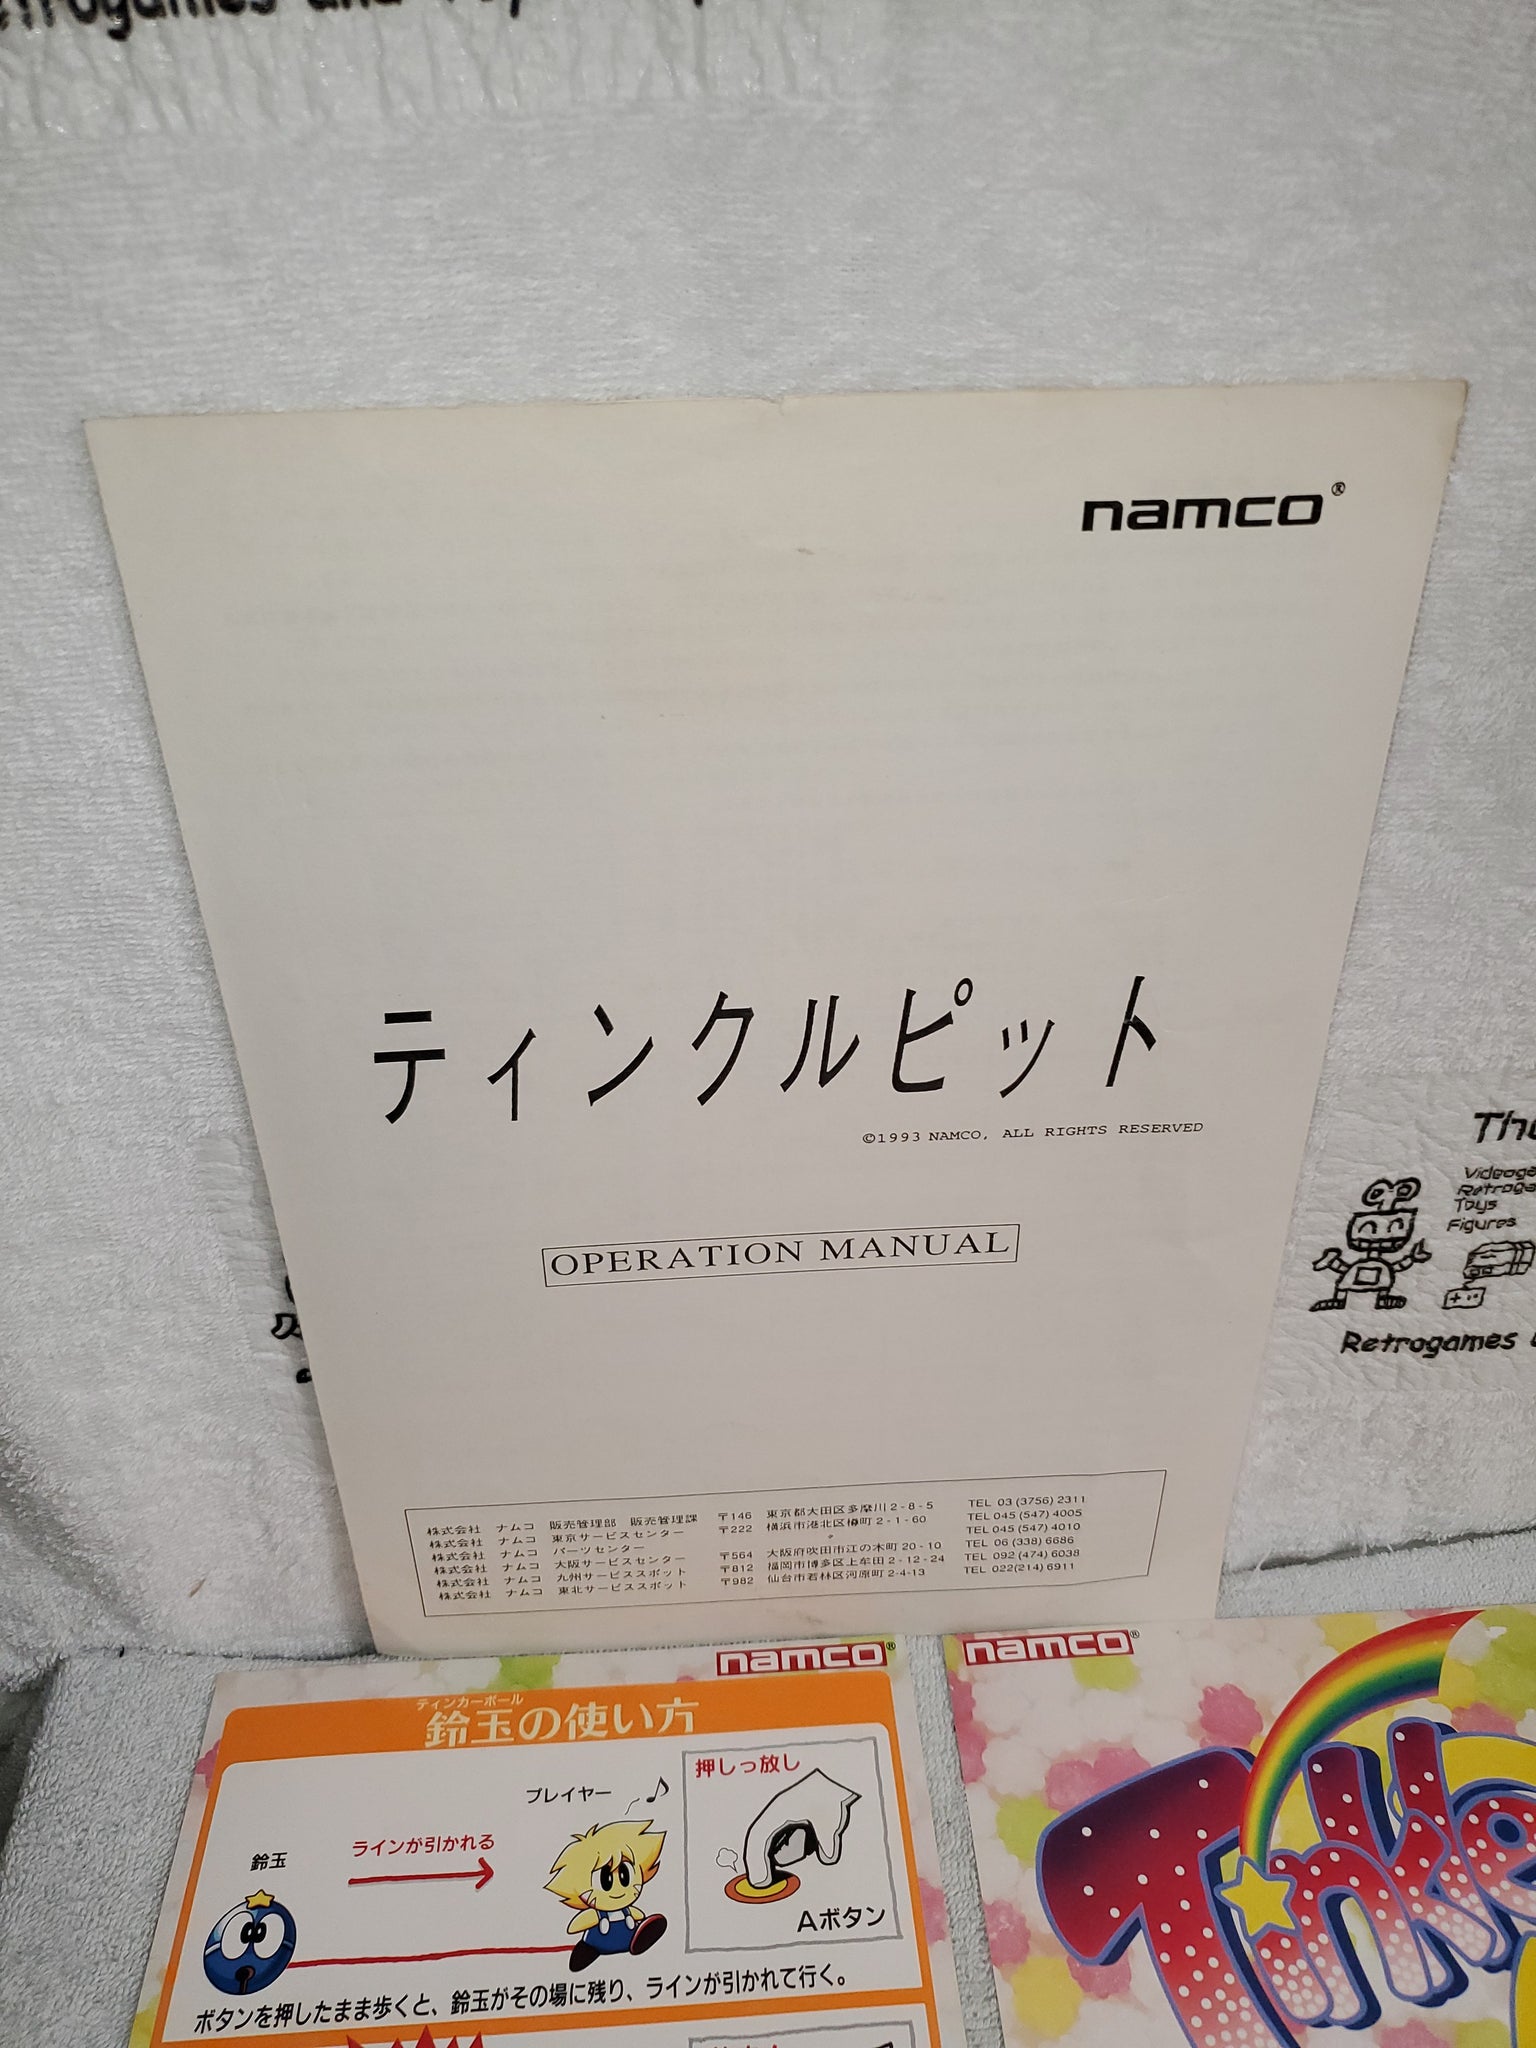 namco®
ティンクルピット
©1993 NAMCO, ALL RIGHTS RESERVED
OPERATION MANUAL
株式会社 ナムコ 販売管理部 販売管理課 〒146 東京都大田区多摩川2-8-5 TEL 03 (3756) 2311
株式会社 ナムコ 東京サービスセンター 〒222 横浜市港北区樽町2-1-60 TEL 045 (547) 4005
株式会社 ナムコ パーツセンター 〃 TEL 045 (547) 4010
株式会社 ナムコ 大阪サービスセンター 〒564 大阪府吹田市江の木町20-10 TEL 06 (338) 6686
株式会社 ナムコ 九州サービススポット 〒812 福岡市博多区上牟田2-12-24 TEL 092 (474) 6038
株式会社 ナムコ 東北サービススポット 〒982 仙台市若林区河原町2-4-13 TEL 022(214) 6911
Toys
Figures
Retrogames
namco®
ティンカーボール
鈴玉の使い方
押しっ放し
プレイヤー
ラインが引かれる
鈴玉
Aボタン
ボタンを押したまま歩くと、鈴玉がその場に残り、ラインが引かれて行く。
namco®
Tinkle